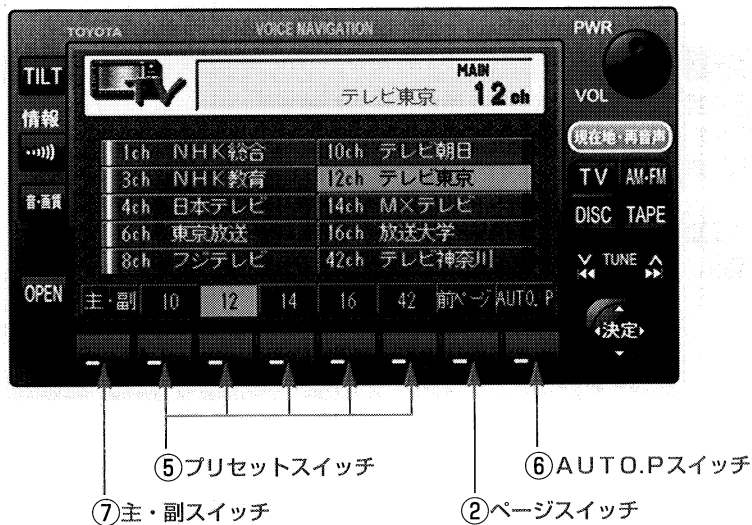 TOYOTA VOICE NAVIGATION PWR
TILT
MAIN
テレビ東京 12ch
VOL
情報
現在地・再音声
1ch NHK総合 10ch テレビ朝日
3ch NHK教育 12ch テレビ東京
TV AM・FM
音・画質
4ch 日本テレビ 14ch MXテレビ
6ch 東京放送 16ch 放送大学
DISC TAPE
8ch フジテレビ 42ch テレビ神奈川
TUNE
OPEN
主・副 10 12 14 16 42 前ページ AUTO.P
決定
⑤プリセットスイッチ
⑥AUTO.Pスイッチ
⑦主・副スイッチ
②ページスイッチ